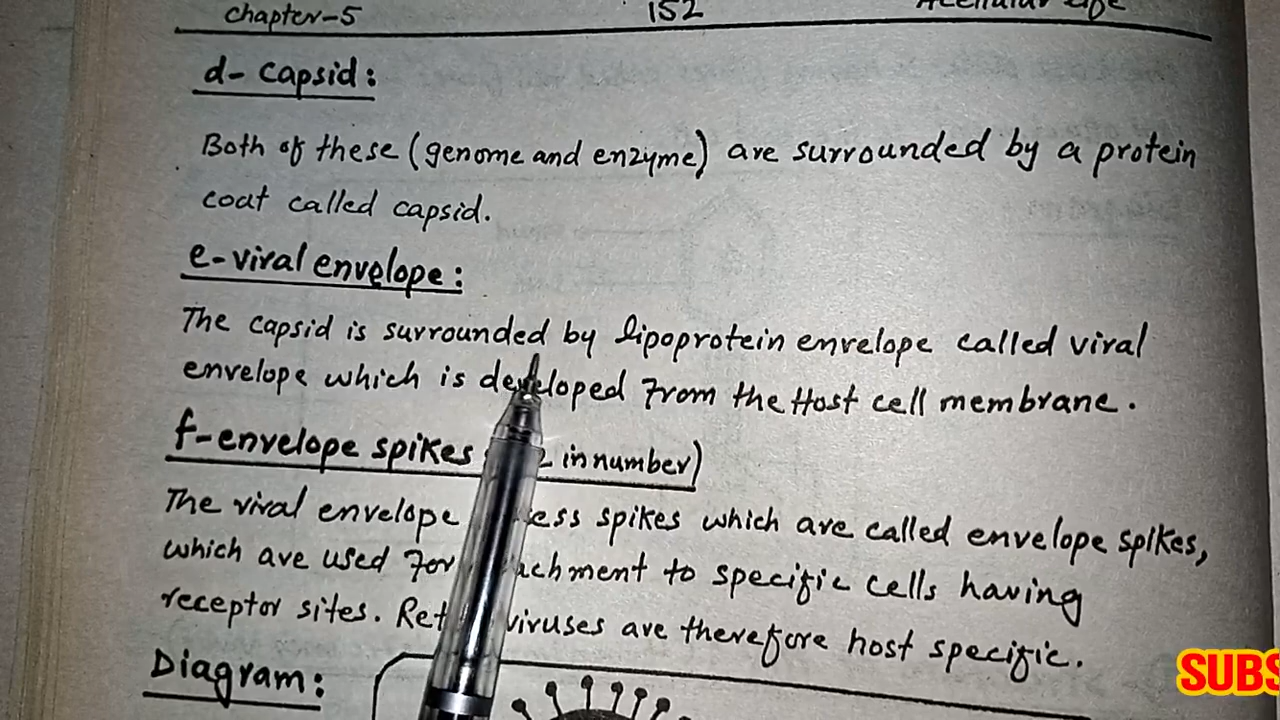 Chapter-5 152 Acellular Life
d- Capsid:
Both of these (genome and enzyme) are surrounded by a protein
coat called capsid.
e- viral envelope:
The capsid is surrounded by lipoprotein envelope called viral
envelope which is developed from the Host cell membrane.
f-envelope spikes in number)
The viral envelope spikes which are called envelope spikes,
which are used for to specific cells having
receptor sites. viruses are therefore host specific.
Diagram:
SUBS